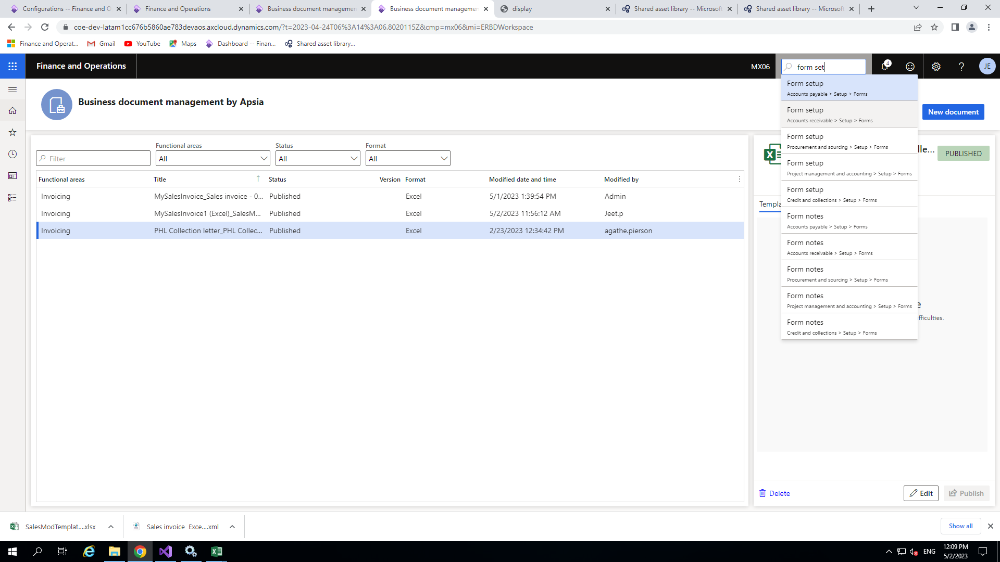 Configurations -- Finance and O
Finance and Operations
Business document managemen
Business document managemen
display
Shared asset library -- Microsoft
Shared asset library -- Microsoft
coe-dev-latam1cc676b5860ae783devaos.axcloud.dynamics.com/?t=2023-04-24T06%3A14%3A06.8020115Z&cmp=mx06&mi=ERBDWorkspace
Finance and Operat...
Gmail
YouTube
Maps
Dashboard -- Finan...
Shared asset library...
Finance and Operations
MX06
form set
4
?
JE
Business document management by Apsia
New document
Form setup
Accounts payable > Setup > Forms
Form setup
Accounts receivable > Setup > Forms
Form setup
Procurement and sourcing > Setup > Forms
Form setup
Project management and accounting > Setup > Forms
Form setup
Credit and collections > Setup > Forms
Form notes
Accounts payable > Setup > Forms
Form notes
Accounts receivable > Setup > Forms
Form notes
Procurement and sourcing > Setup > Forms
Form notes
Project management and accounting > Setup > Forms
Form notes
Credit and collections > Setup > Forms
Filter
Functional areas
All
Status
All
Format
All
Functional areas Title Status Version Format Modified date and time Modified by
Invoicing MySalesInvoice_Sales invoice - 0... Published Excel 5/1/2023 1:39:54 PM Admin
Invoicing MySalesInvoice1 (Excel)_SalesM... Published Excel 5/2/2023 11:56:12 AM Jeet.p
Invoicing PHL Collection letter_PHL Collec... Published Excel 2/23/2023 12:34:42 PM agathe.pierson
lle...
PUBLISHED
Templa
e
ifficulties.
Delete
Edit
Publish
SalesModTemplat....xlsx
Sales invoice Exce....xml
Show all
ENG
12:09 PM
5/2/2023